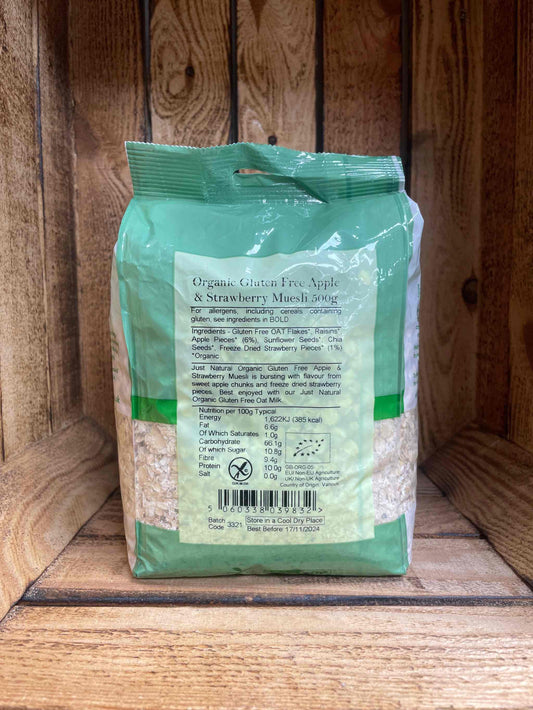 Organic Gluten Free Apple
& Strawberry Muesli 500g
For allergens, including cereals containing
gluten, see ingredients in BOLD.
Ingredients - Gluten Free OAT Flakes*, Raisins*,
Apple Pieces* (6%), Sunflower Seeds*, Chia
Seeds*, Freeze Dried Strawberry Pieces* (1%)
*Organic
Just Natural Organic Gluten Free Apple &
Strawberry Muesli is bursting with flavour from
sweet apple chunks and freeze dried strawberry
pieces. Best enjoyed with our Just Natural
Organic Gluten Free Oat Milk.
Nutrition per 100g Typical
Energy 1,622KJ (385 kcal)
Fat 6.6g
Of Which Saturates 1.0g
Carbohydrate 66.1g
Of which Sugar 10.8g
Fibre 9.4g
Protein 10.0g
Salt 0.0g
GB-ORG-05
EU/ Non-EU Agriculture
UK/ Non-UK Agriculture
Country of Origin: Various
5 060338 039832 >
Batch Code 3321
Store in a Cool Dry Place
Best Before: 17/11/2024